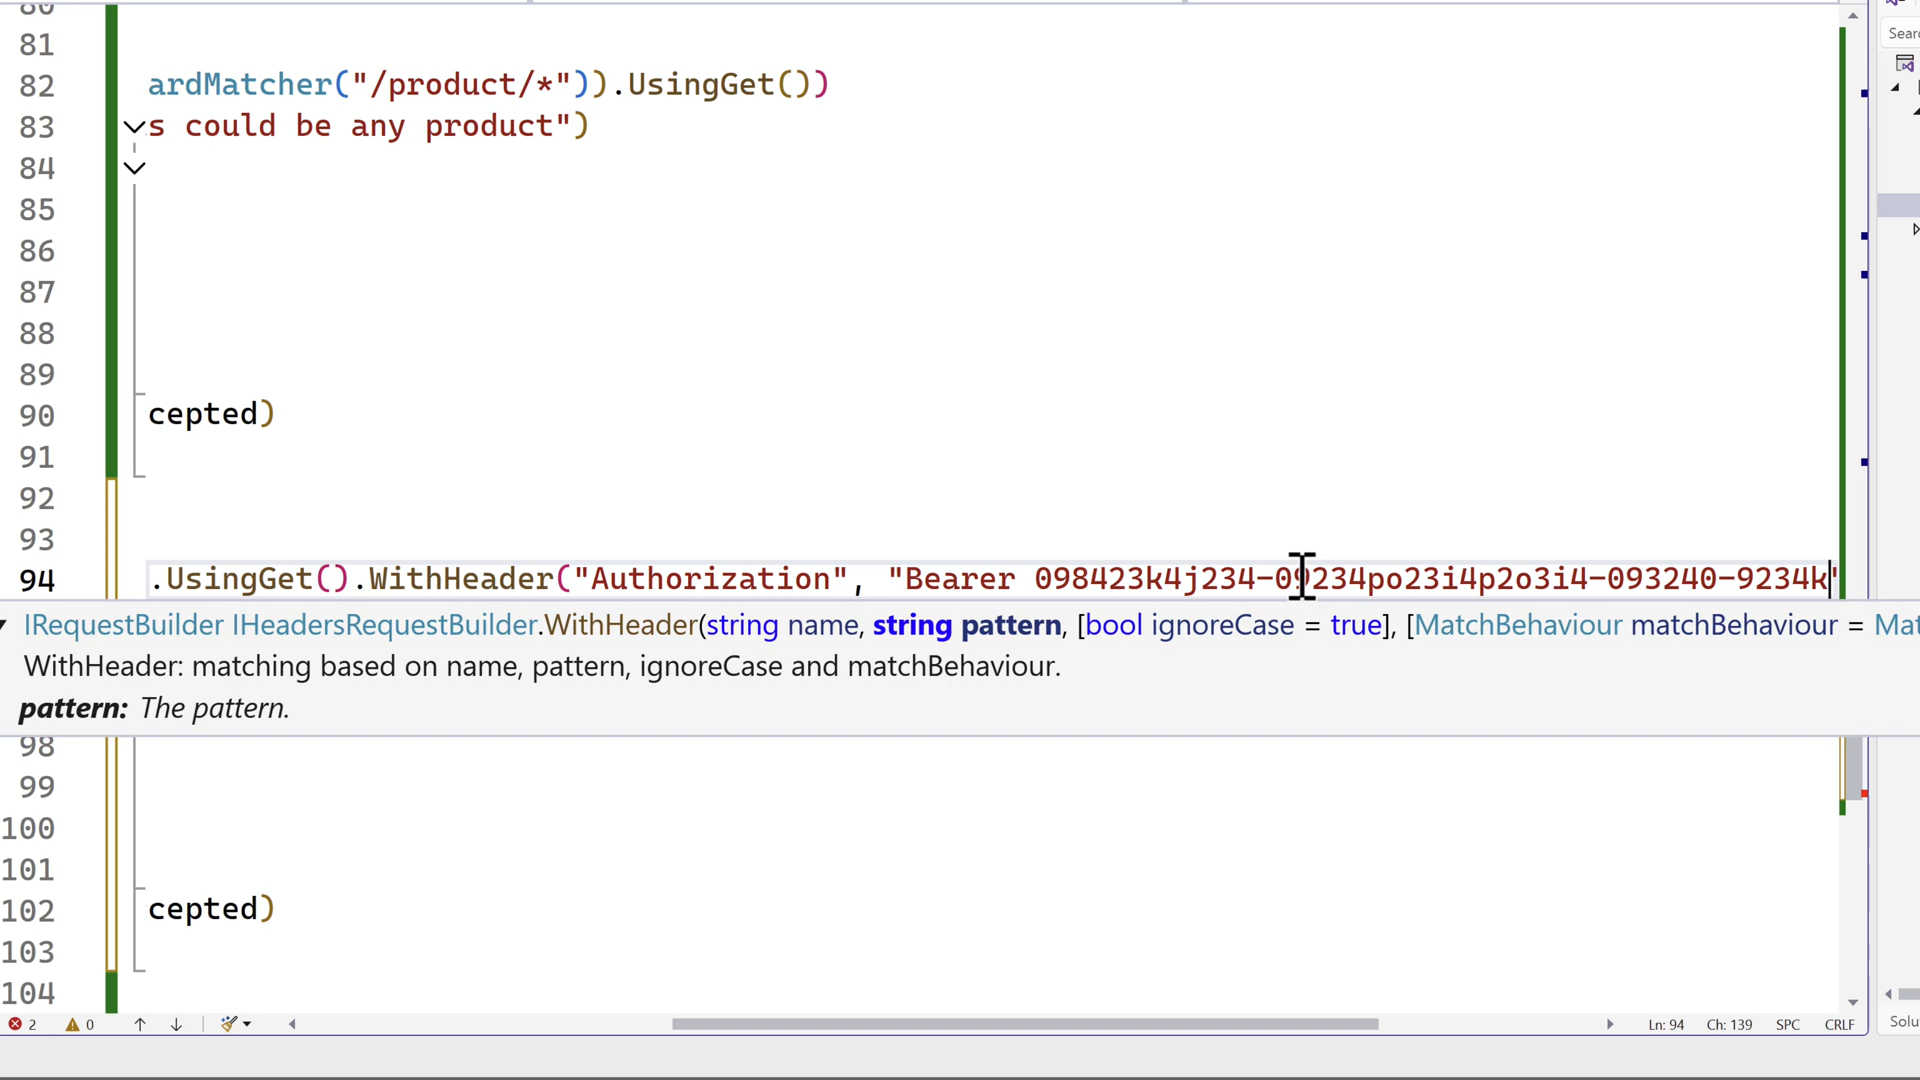 80
Sear
81
82 ardMatcher("/product/*")).UsingGet())
83 s could be any product")
84
85
86
87
88
89
90 cepted)
91
92
93
94 .UsingGet().WithHeader("Authorization", "Bearer 098423k4j234-09234po23i4p2o3i4-093240-9234k"
IRequestBuilder IHeadersRequestBuilder.WithHeader(string name, string pattern, [bool ignoreCase = true], [MatchBehaviour matchBehaviour = Mat
WithHeader: matching based on name, pattern, ignoreCase and matchBehaviour.
pattern: The pattern.
98
99
100
101
102 cepted)
103
104
2 0 Ln: 94 Ch: 139 SPC CRLF Solu